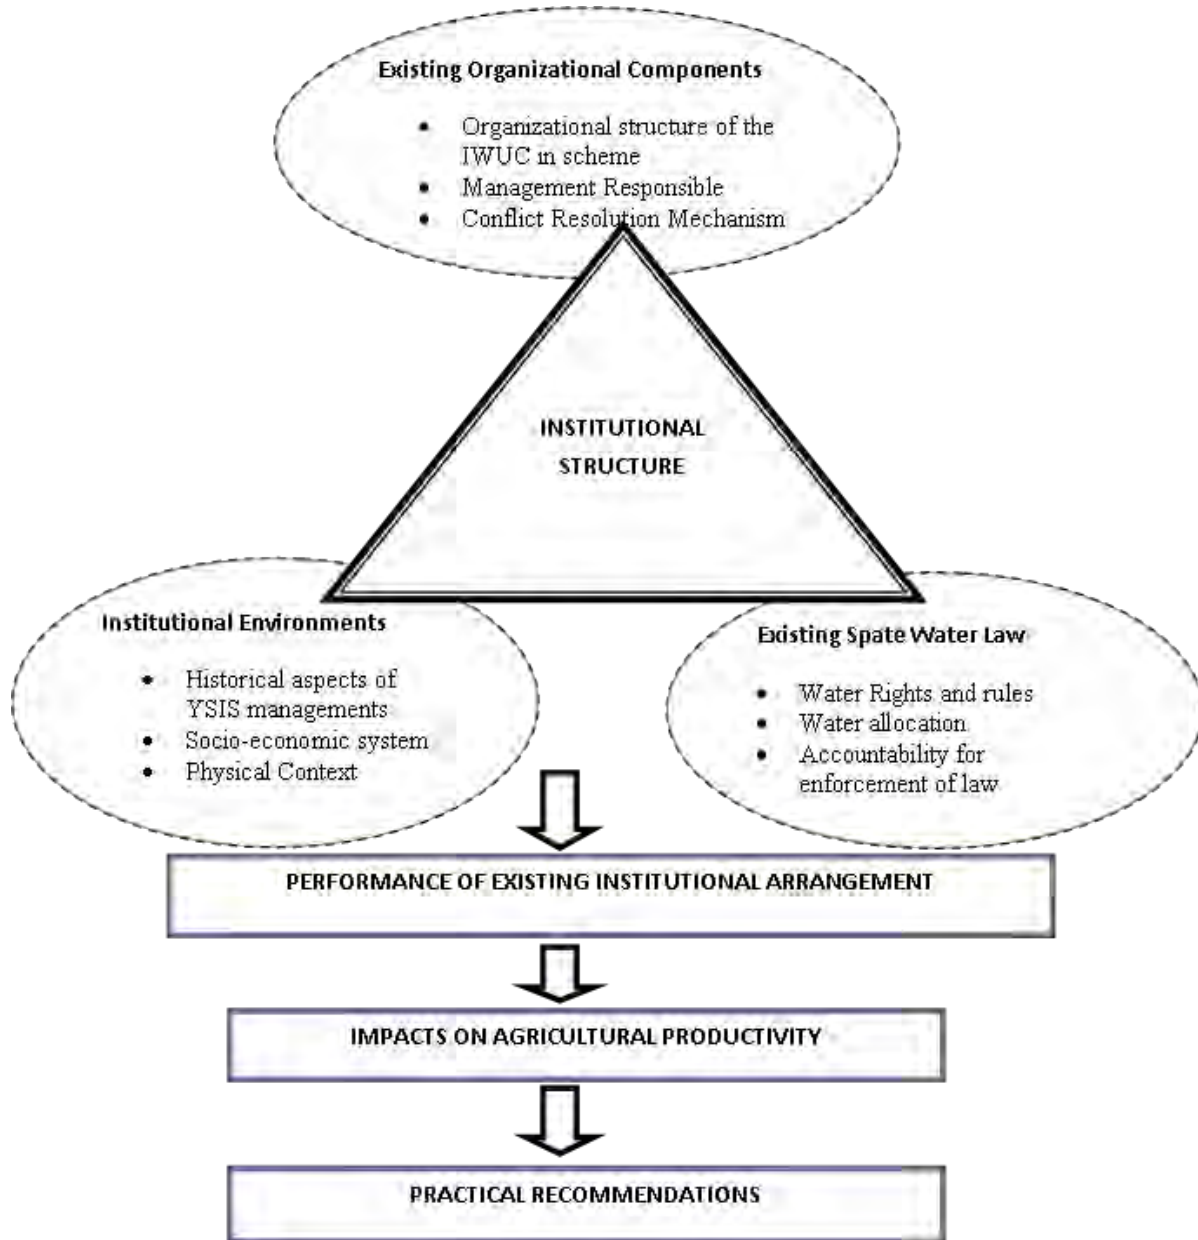 Existing Organizational Components
• Organizational structure of the
IWUC in scheme
• Management Responsible
• Conflict Resolution Mechanism
INSTITUTIONAL
STRUCTURE
Institutional Environments
• Historical aspects of
YSIS managements
• Socio-economic system
• Physical Context
Existing Spate Water Law
• Water Rights and rules
• Water allocation
• Accountability for
enforcement of law
PERFORMANCE OF EXISTING INSTITUTIONAL ARRANGEMENT
IMPACTS ON AGRICULTURAL PRODUCTIVITY
PRACTICAL RECOMMENDATIONS